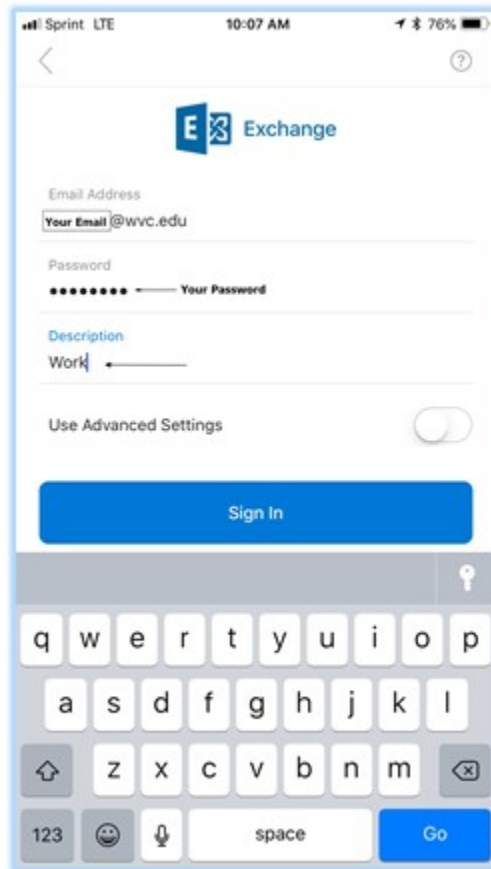 Sprint LTE 10:07 AM 76%
?
E Exchange
Email Address
Your Email @wvc.edu
Password
•••••••• Your Password
Description
Work
Use Advanced Settings
Sign In
q w e r t y u i o p
a s d f g h j k l
z x c v b n m
123 space Go